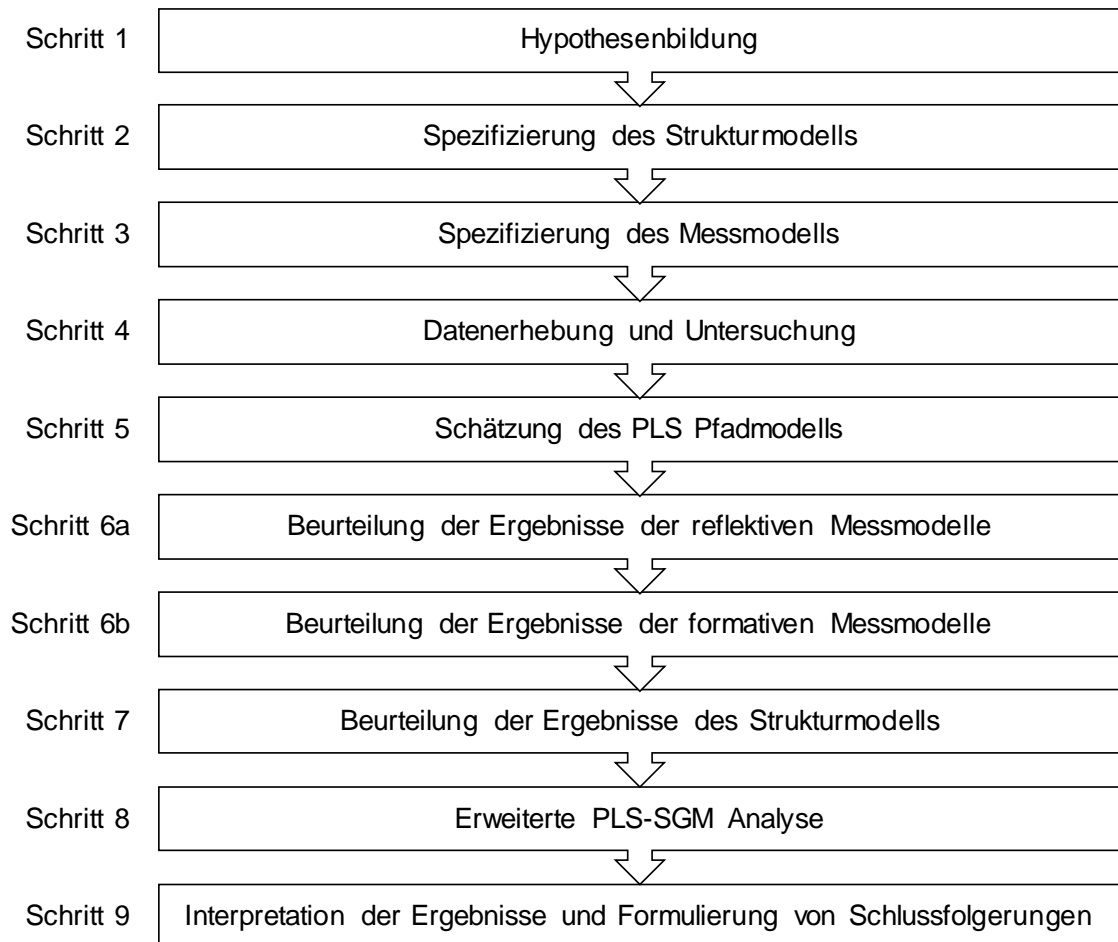 Schritt 1 Hypothesenbildung
Schritt 2 Spezifizierung des Strukturmodells
Schritt 3 Spezifizierung des Messmodells
Schritt 4 Datenerhebung und Untersuchung
Schritt 5 Schätzung des PLS Pfadmodells
Schritt 6a Beurteilung der Ergebnisse der reflektiven Messmodelle
Schritt 6b Beurteilung der Ergebnisse der formativen Messmodelle
Schritt 7 Beurteilung der Ergebnisse des Strukturmodells
Schritt 8 Erweiterte PLS-SGM Analyse
Schritt 9 Interpretation der Ergebnisse und Formulierung von Schlussfolgerungen